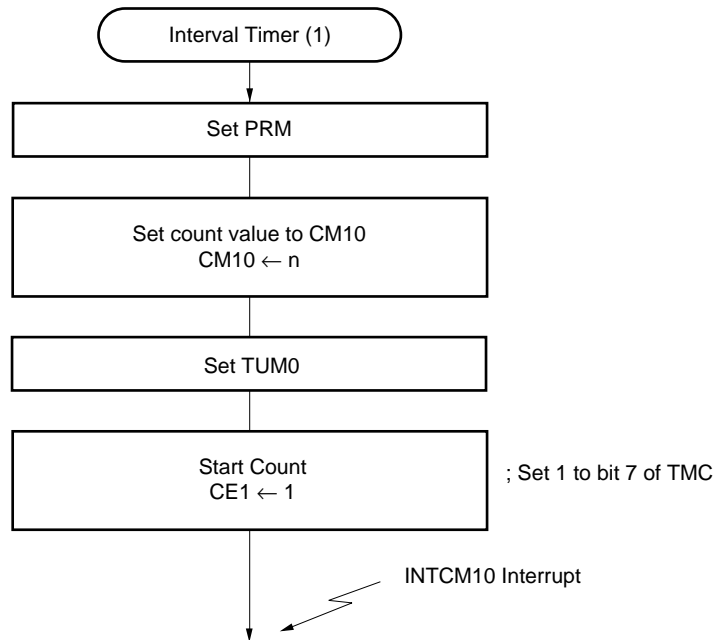 Interval Timer (1)
Set PRM
Set count value to CM10
CM10 ← n
Set TUM0
Start Count
CE1 ← 1
; Set 1 to bit 7 of TMC
INTCM10 Interrupt